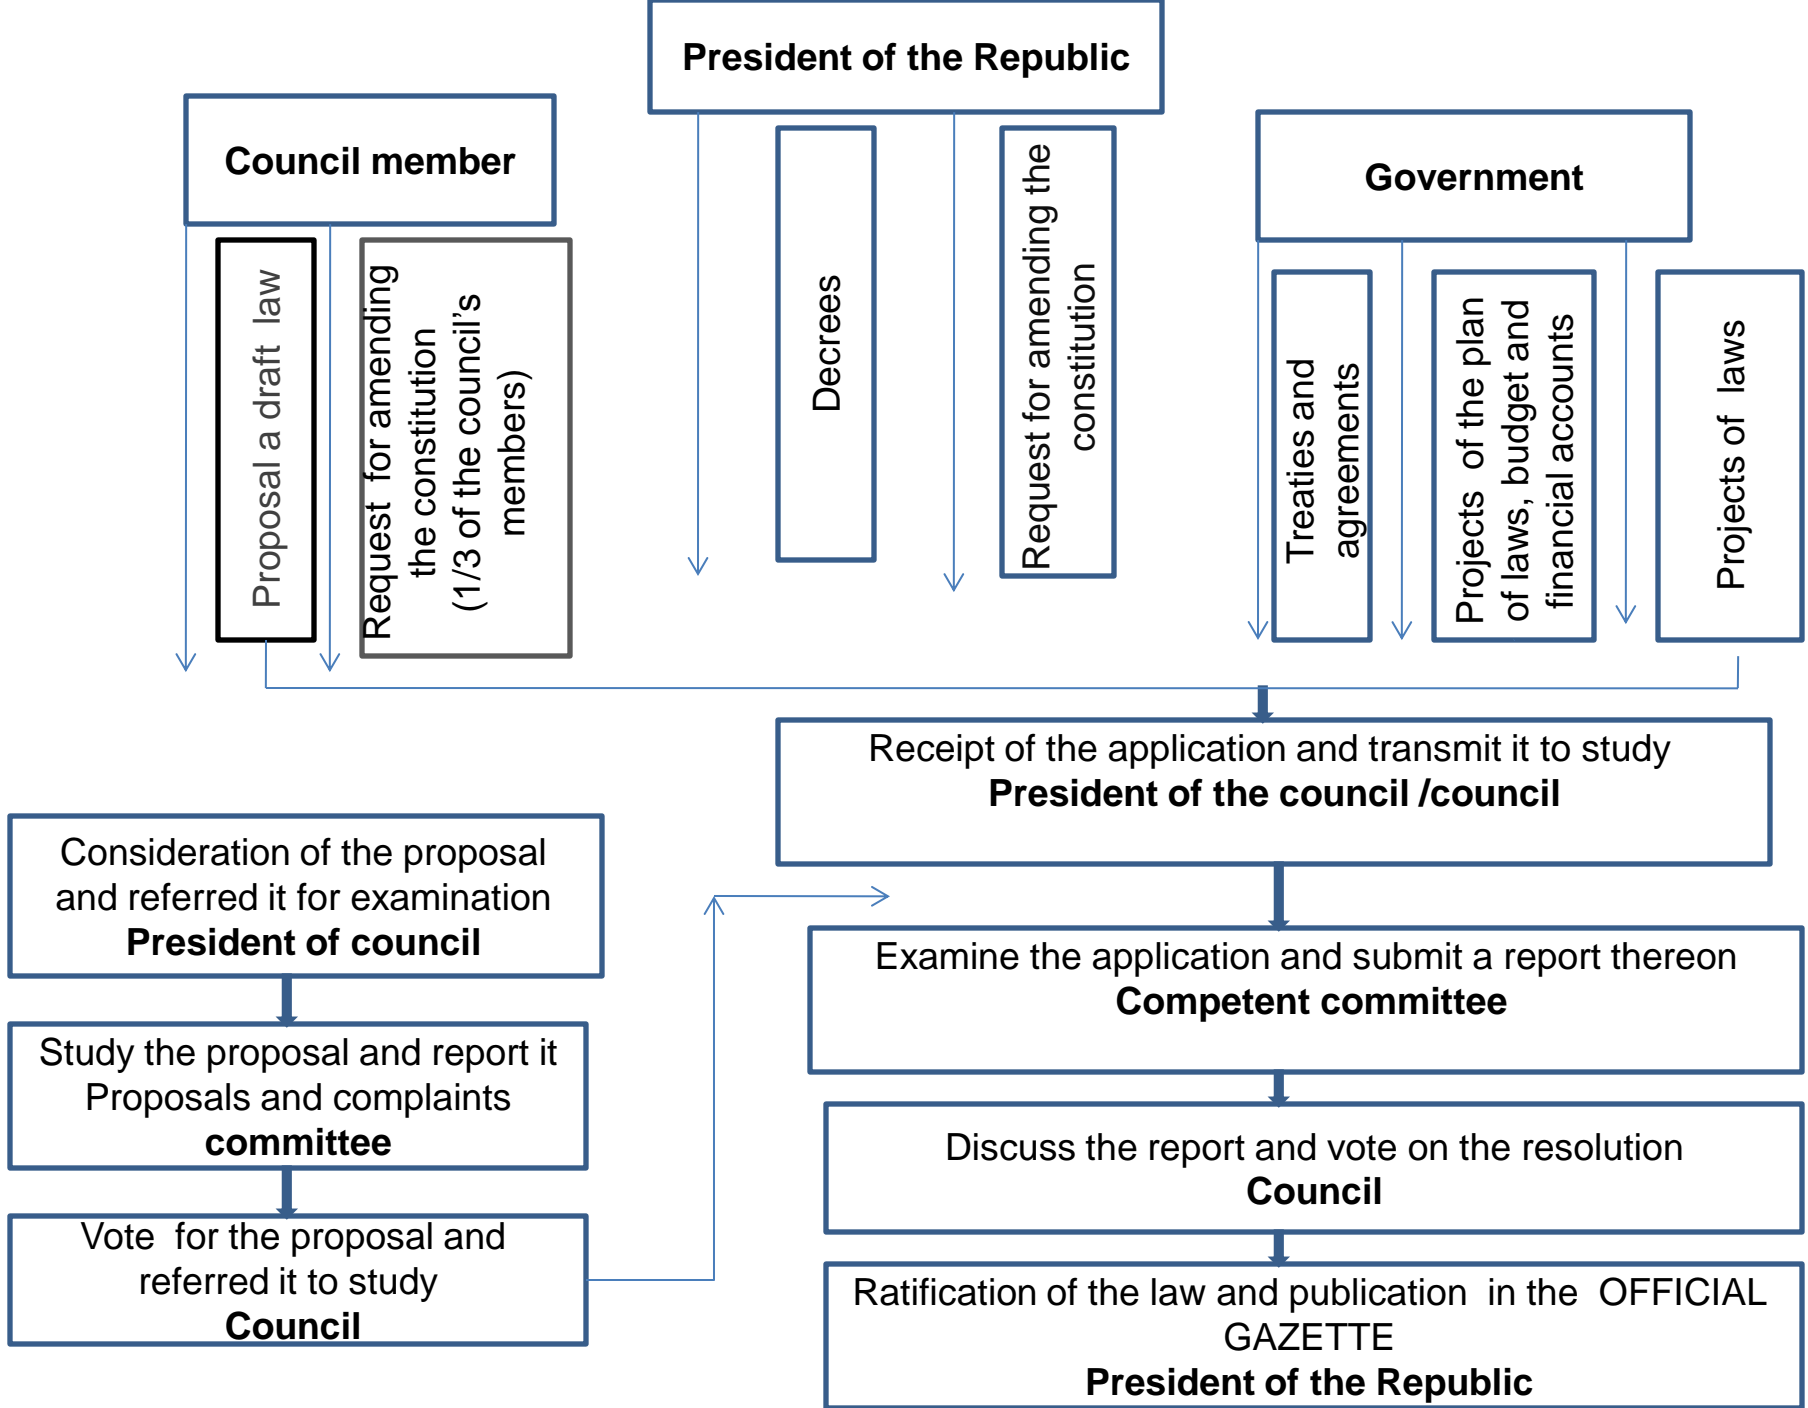 President of the Republic
Council member
Government
Proposal a draft law
Request for amending
the constitution
(1/3 of the council's
members)
Decrees
Request for amending the
constitution
Treaties and
agreements
Projects of the plan
of laws, budget and
financial accounts
Projects of laws
Receipt of the application and transmit it to study
President of the council /council
Consideration of the proposal
and referred it for examination
President of council
Examine the application and submit a report thereon
Competent committee
Study the proposal and report it
Proposals and complaints
committee
Discuss the report and vote on the resolution
Council
Vote for the proposal and
referred it to study
Council
Ratification of the law and publication in the OFFICIAL
GAZETTE
President of the Republic